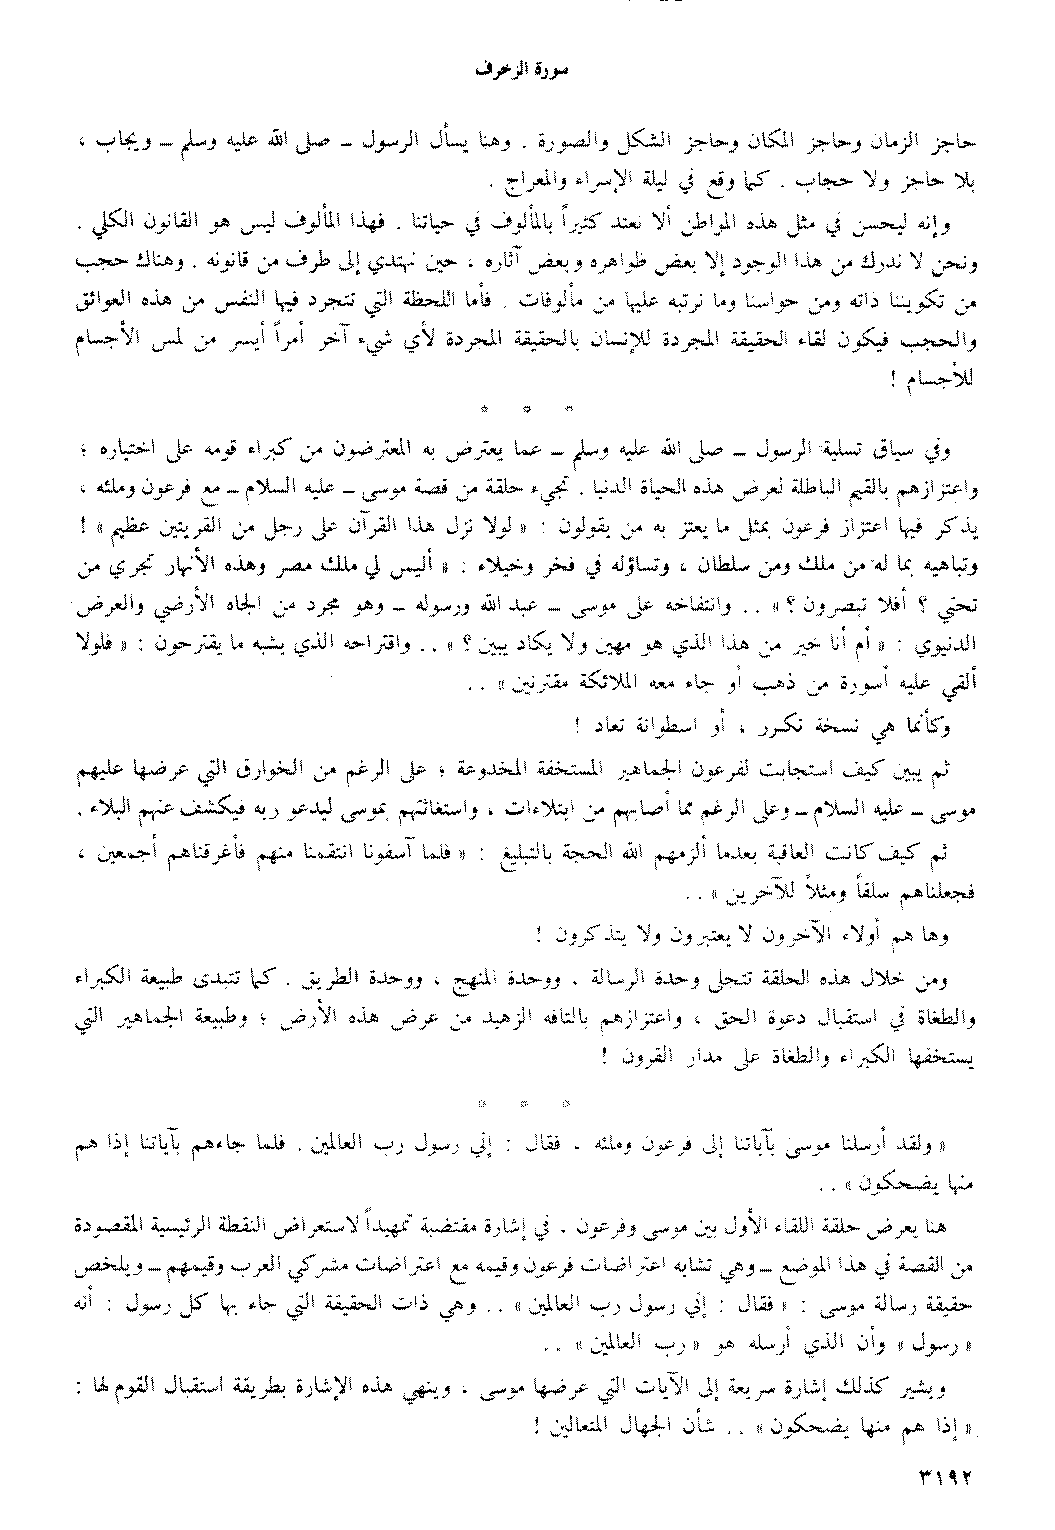 سورة الزخرف
حاجز الزمان وحاجز المكان وحاجز الشكل والصورة . وهنا يسأل الرسول – صلى الله عليه وسلم – ويجاب ،
بلا حاجز ولا حجاب . كما وقع في ليلة الإسراء والمعراج .
وإنه ليحسن في مثل هذه المواطن ألا نعتد كثيراً بالمألوف في حياتنا . فهذا المألوف ليس هو القانون الكلي .
ونحن لا ندرك من هذا الوجود إلا بعض ظواهره وبعض آثاره ، حين نهتدي إلى طرف من قانونه . وهناك حجب
من تكويننا ذاته ومن حواسنا وما نرتبه عليها من مألوفات . فأما اللحظة التي تتجرد فيها النفس من هذه العوائق
والحجب فيكون لقاء الحقيقة المجردة للإنسان بالحقيقة المجردة لأي شيء آخر أمراً أيسر من لمس الأجسام
للأجسام !
* * *
وفي سياق تسلية الرسول – صلى الله عليه وسلم – عما يعترض به المعترضون من كبراء قومه على اختياره ؛
واعتزازهم بالقيم الباطلة لعرض هذه الحياة الدنيا . تجيء حلقة من قصة موسى – عليه السلام – مع فرعون وملئه ،
يذكر فيها اعتزاز فرعون بمثل ما يعتز به من يقولون : « لولا نزل هذا القرآن على رجل من القريتين عظيم » !
وتباهيه بما له من ملك ومن سلطان ، وتساؤله في فخر وخيلاء : « أليس لي ملك مصر وهذه الأنهار تجري من
تحتي ؟ أفلا تبصرون ؟ » .. وانتفاخه على موسى – عبد الله ورسوله – وهو مجرد من الجاه الأرضي والعرض
الدنيوي : « أم أنا خير من هذا الذي هو مهين ولا يكاد يبين ؟ » .. واقتراحه الذي يشبه ما يقترحون : « فلولا
ألقي عليه أسورة من ذهب أو جاء معه الملائكة مقترنين » ..
وكأنما هي نسخة تكرر ، أو اسطوانة تعاد !
ثم يبين كيف استجابت لفرعون الجماهير المستخفة المخدوعة ؛ على الرغم من الخوارق التي عرضها عليهم
موسى – عليه السلام – وعلى الرغم مما أصابهم من ابتلاءات ، واستغاثتهم بموسى ليدعو ربه فيكشف عنهم البلاء .
ثم كيف كانت العاقبة بعدما ألزمهم الله الحجة بالتبليغ : « فلما آسفونا انتقمنا منهم فأغرقناهم أجمعين ،
فجعلناهم سلفاً ومثلاً للآخرين » ..
وها هم أولاء الآخرون لا يعتبرون ولا يتذكرون !
ومن خلال هذه الحلقة تتجلى وحدة الرسالة ، ووحدة المنهج ، ووحدة الطريق . كما تتبدى طبيعة الكبراء
والطغاة في استقبال دعوة الحق ، واعتزازهم بالتافه الزهيد من عرض هذه الأرض ؛ وطبيعة الجماهير التي
يستخفها الكبراء والطغاة على مدار القرون !
* * *
« ولقد أرسلنا موسى بآياتنا إلى فرعون وملئه ، فقال : إني رسول رب العالمين . فلما جاءهم بآياتنا إذا هم
منها يضحكون » ..
هنا يعرض حلقة اللقاء الأول بين موسى وفرعون ، في إشارة مقتضبة تمهيداً لاستعراض النقطة الرئيسية المقصودة
من القصة في هذا الموضع – وهي تشابه اعتراضات فرعون وقيمه مع اعتراضات مشركي العرب وقيمهم – ويلخص
حقيقة رسالة موسى : « فقال : إني رسول رب العالمين » .. وهي ذات الحقيقة التي جاء بها كل رسول : أنه
« رسول » وأن الذي أرسله هو « رب العالمين » ..
ويشير كذلك إشارة سريعة إلى الآيات التي عرضها موسى ، وينهي هذه الإشارة بطريقة استقبال القوم لها :
« إذا هم منها يضحكون » .. شأن الجهال المتعالين !
٣١٩٢